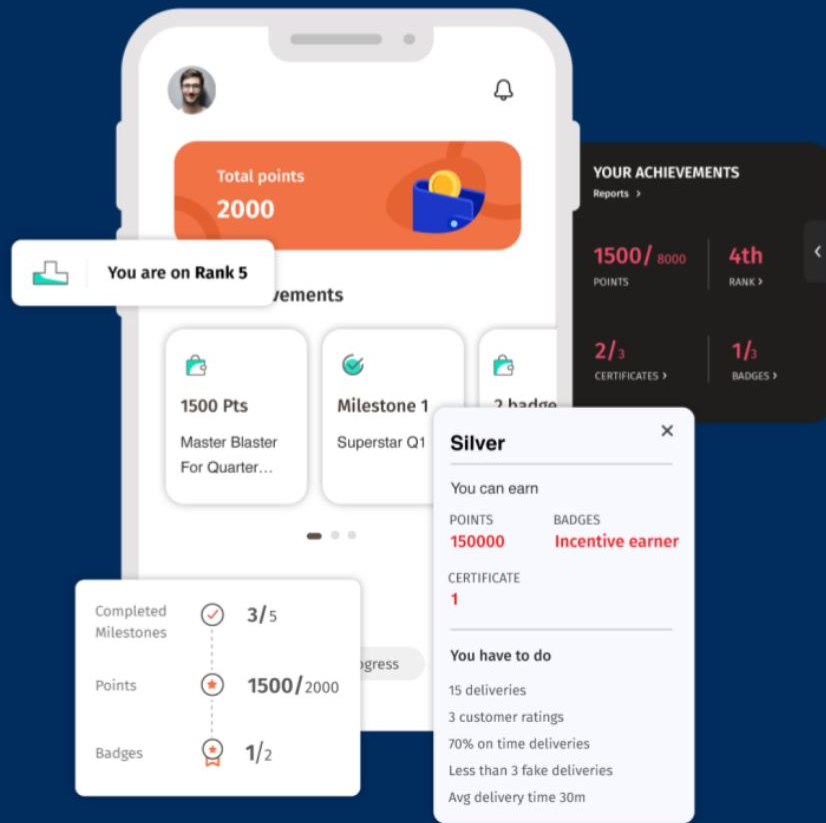 Total points
2000
You are on Rank 5
vements
1500 Pts
Master Blaster
For Quarter...
Milestone 1
Superstar Q1
2 badge
YOUR ACHIEVEMENTS
Reports >
1500/ 8000
POINTS
4th
RANK >
2/3
CERTIFICATES >
1/3
BADGES >
Silver
You can earn
POINTS
150000
BADGES
Incentive earner
CERTIFICATE
1
You have to do
15 deliveries
3 customer ratings
70% on time deliveries
Less than 3 fake deliveries
Avg delivery time 30m
Completed
Milestones
3/5
Points
1500/2000
Badges
1/2
ogress